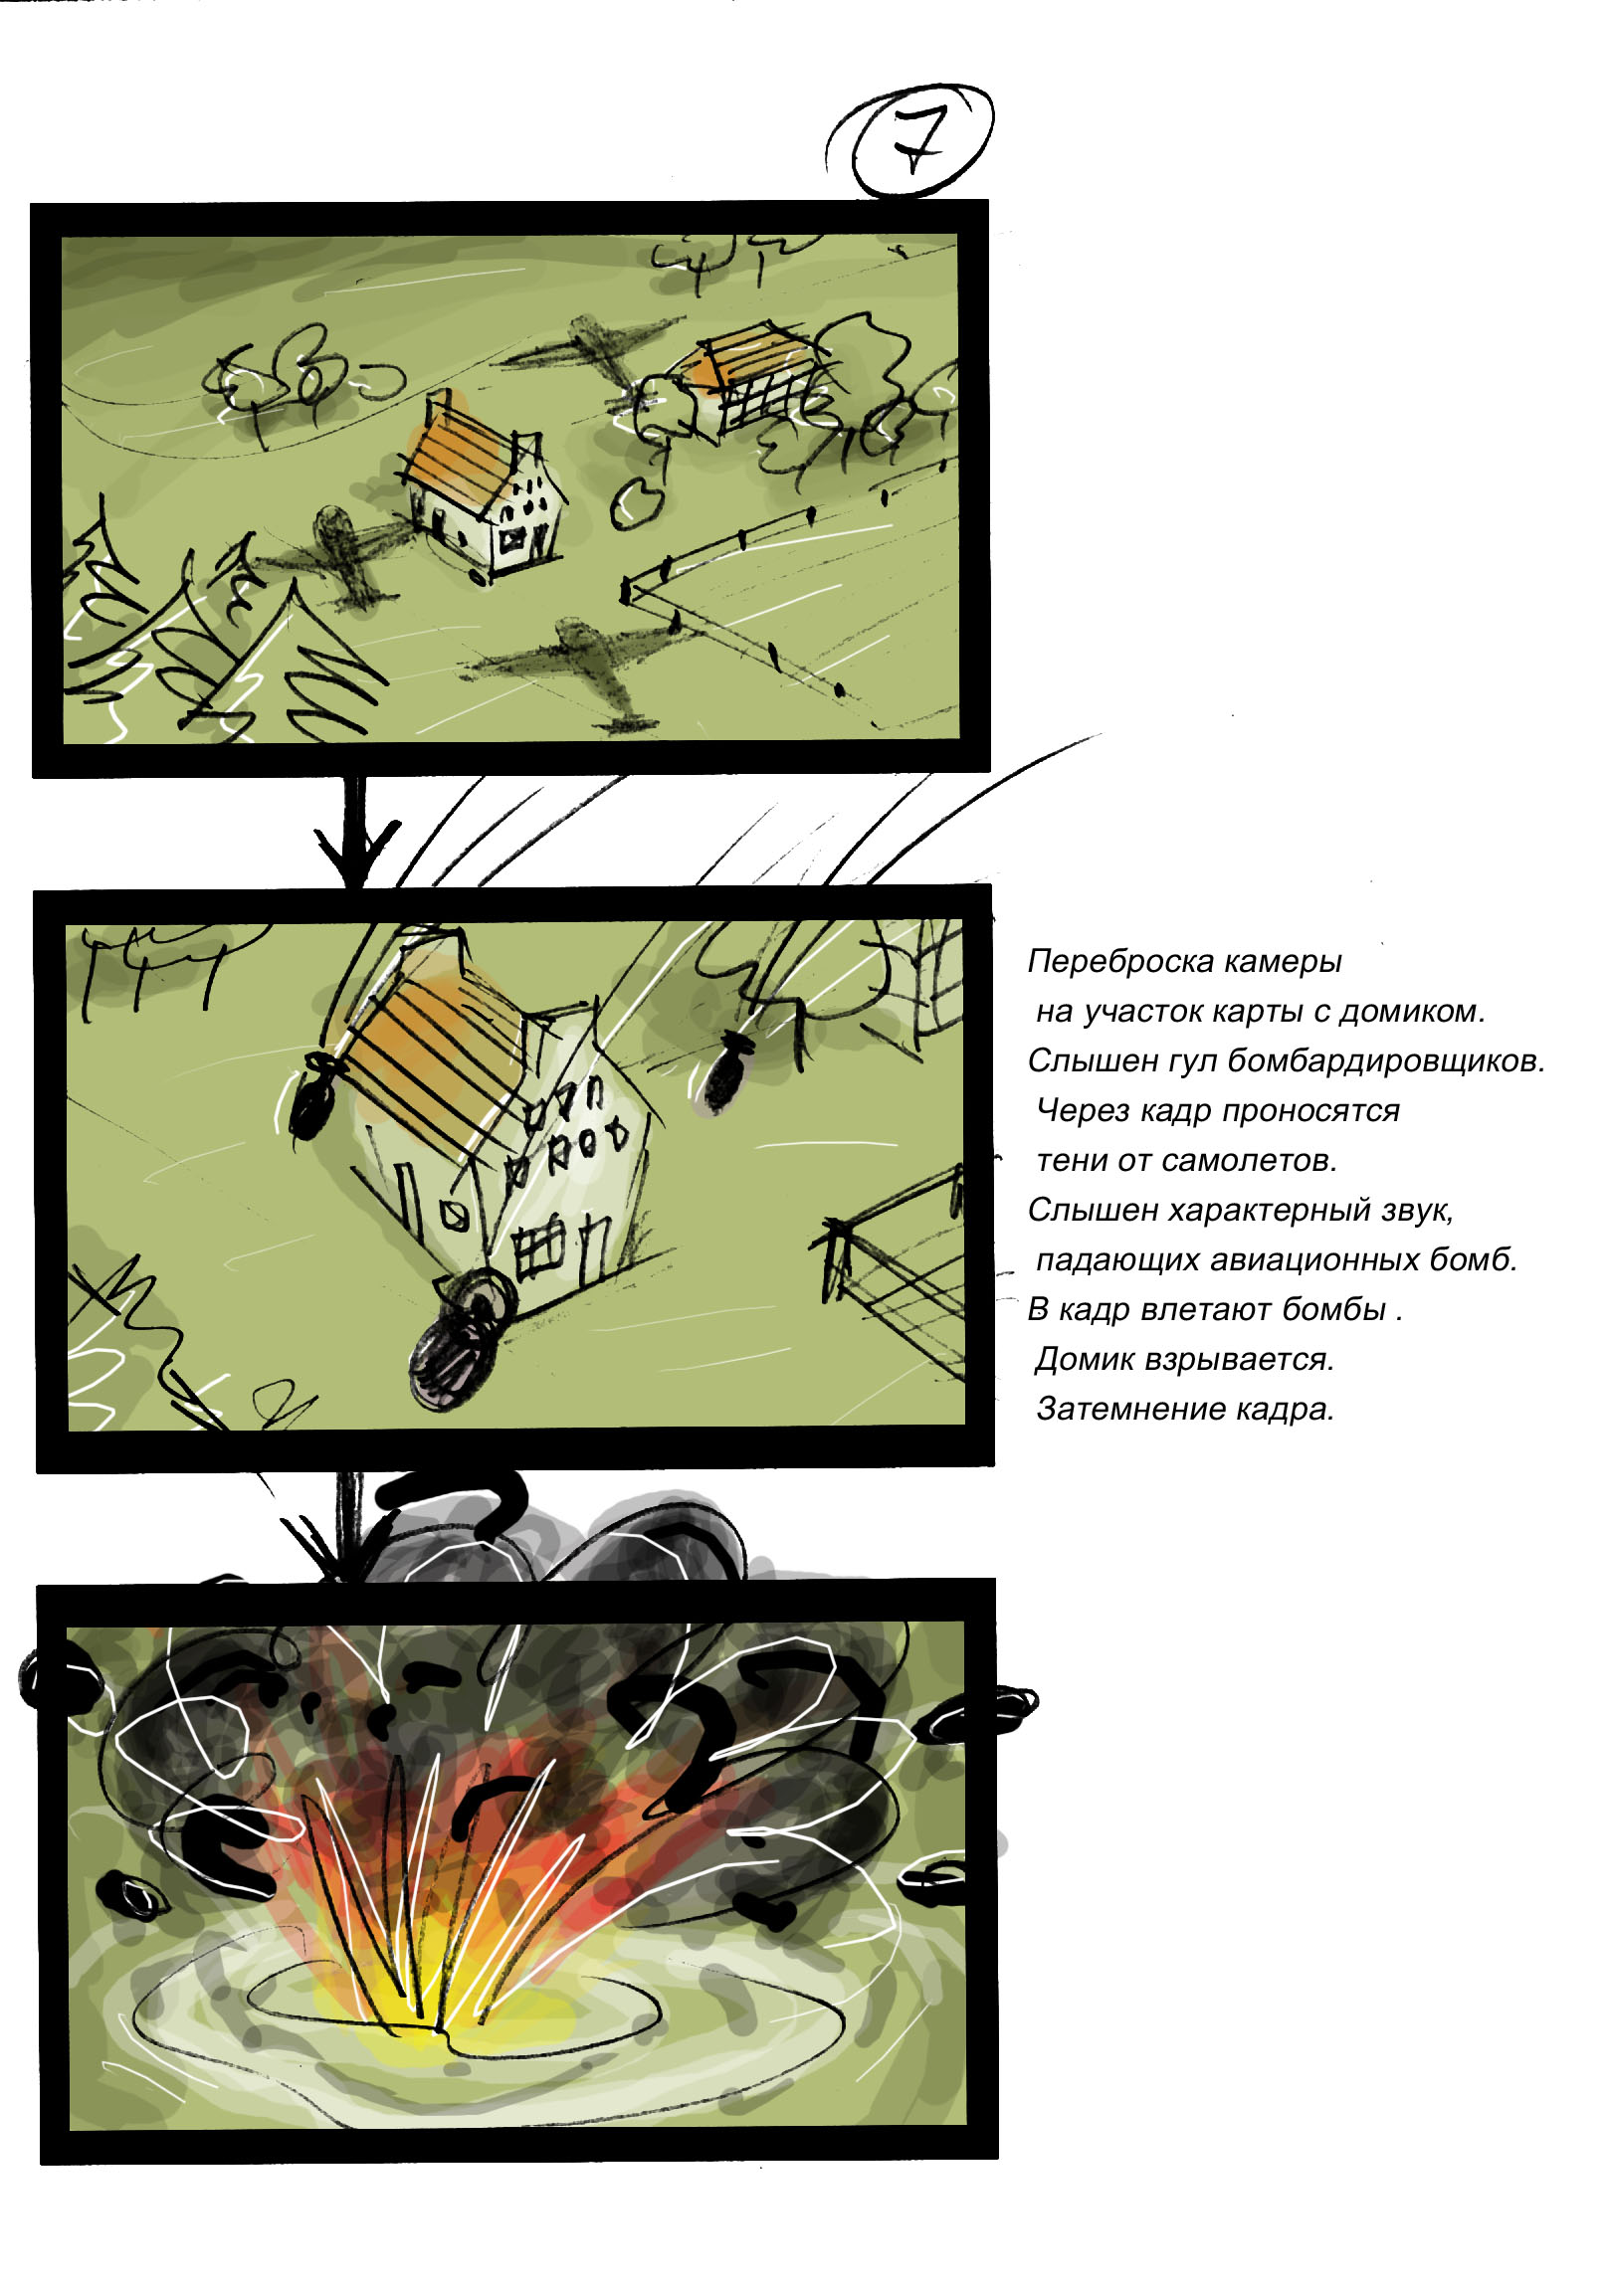 7
Переброска камеры
на участок карты с домиком.
Слышен гул бомбардировщиков.
Через кадр проносятся
тени от самолетов.
Слышен характерный звук,
падающих авиационных бомб.
В кадр влетают бомбы .
Домик взрывается.
Затемнение кадра.